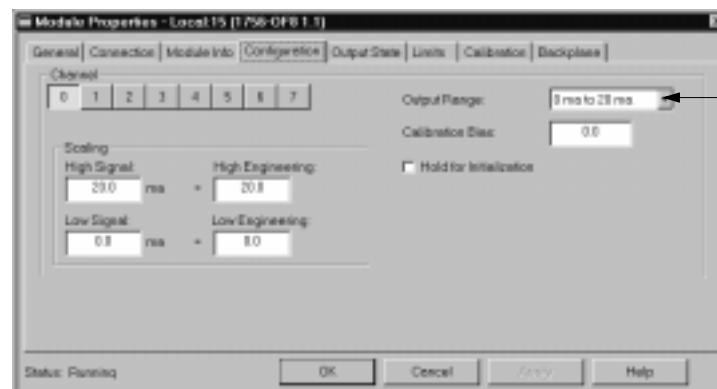 Module Properties - Local:15 (1756-OF8 1.1)
General Connection Module Info Configuration Output State Limits Calibration Backplane
Channel
0 1 2 3 4 5 6 7
Output Range: 0 ma to 20 ma
Calibration Bias: 0.0
Scaling
High Signal: High Engineering:
20.0 ma = 20.0
Hold for Initialization
Low Signal: Low Engineering:
0.0 ma = 0.0
Status: Running
OK Cancel Apply Help